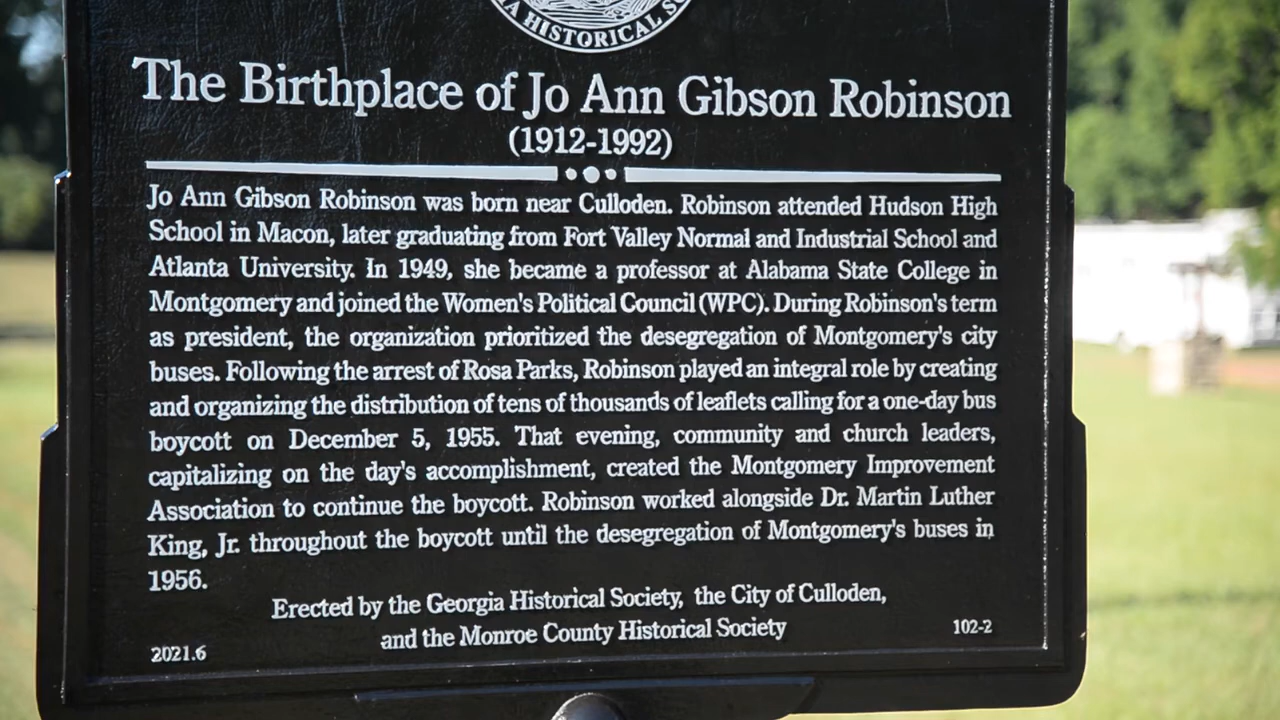 A HISTORICAL
The Birthplace of Jo Ann Gibson Robinson
(1912-1992)
Jo Ann Gibson Robinson was born near Culloden. Robinson attended Hudson High
School in Macon, later graduating from Fort Valley Normal and Industrial School and
Atlanta University. In 1949, she became a professor at Alabama State College in
Montgomery and joined the Women's Political Council (WPC). During Robinson's term
as president, the organization prioritized the desegregation of Montgomery's city
buses. Following the arrest of Rosa Parks, Robinson played an integral role by creating
and organizing the distribution of tens of thousands of leaflets calling for a one-day bus
boycott on December 5, 1955. That evening, community and church leaders,
capitalizing on the day's accomplishment, created the Montgomery Improvement
Association to continue the boycott. Robinson worked alongside Dr. Martin Luther
King, Jr. throughout the boycott until the desegregation of Montgomery's buses in
1956.
Erected by the Georgia Historical Society, the City of Culloden,
and the Monroe County Historical Society
2021.6 102-2